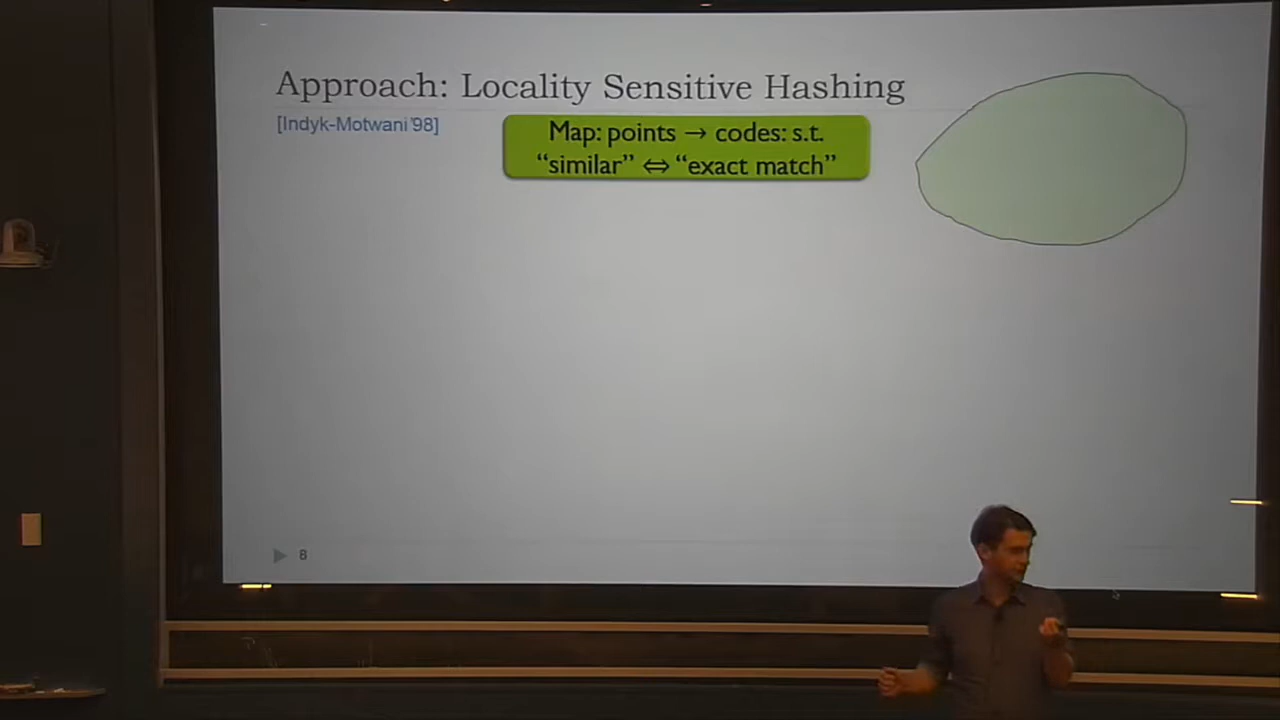 Approach: Locality Sensitive Hashing
[Indyk-Motwani'98]
Map: points → codes: s.t.
“similar” ⇔ “exact match”
8